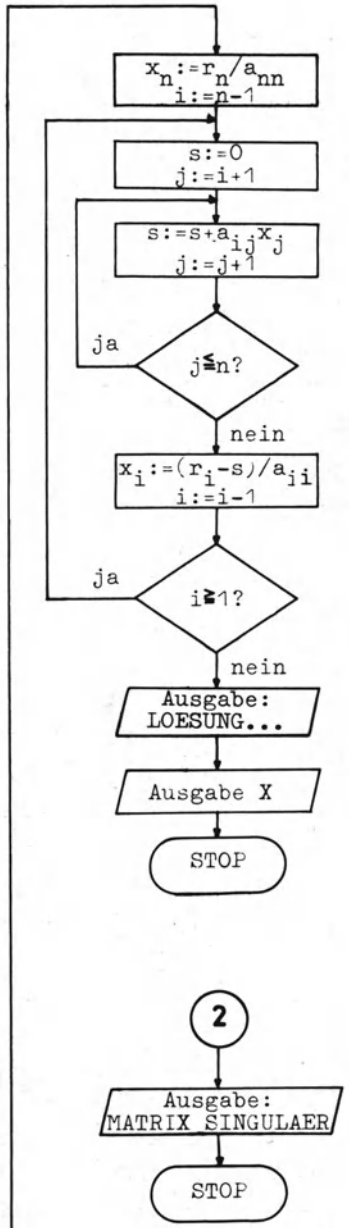 xₙ:=rₙ/aₙₙ
i:=n-1
s:=0
j:=i+1
s:=s+aᵢⱼxⱼ
j:=j+1
ja
j≦n?
nein
xᵢ:=(rᵢ-s)/aᵢᵢ
i:=i-1
ja
i≧1?
nein
Ausgabe:
LOESUNG...
Ausgabe X
STOP
2
Ausgabe:
MATRIX SINGULAER
STOP